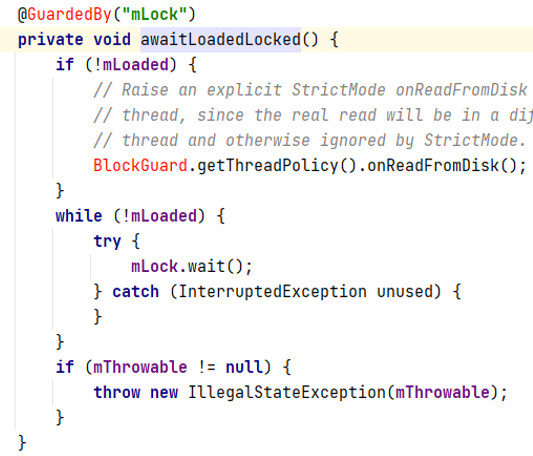 @GuardedBy("mLock")
private void awaitLoadedLocked() {
if (!mLoaded) {
// Raise an explicit StrictMode onReadFromDisk
// thread, since the real read will be in a dif
// thread and otherwise ignored by StrictMode.
BlockGuard.getThreadPolicy().onReadFromDisk();
}
while (!mLoaded) {
try {
mLock.wait();
} catch (InterruptedException unused) {
}
}
if (mThrowable != null) {
throw new IllegalStateException(mThrowable);
}
}